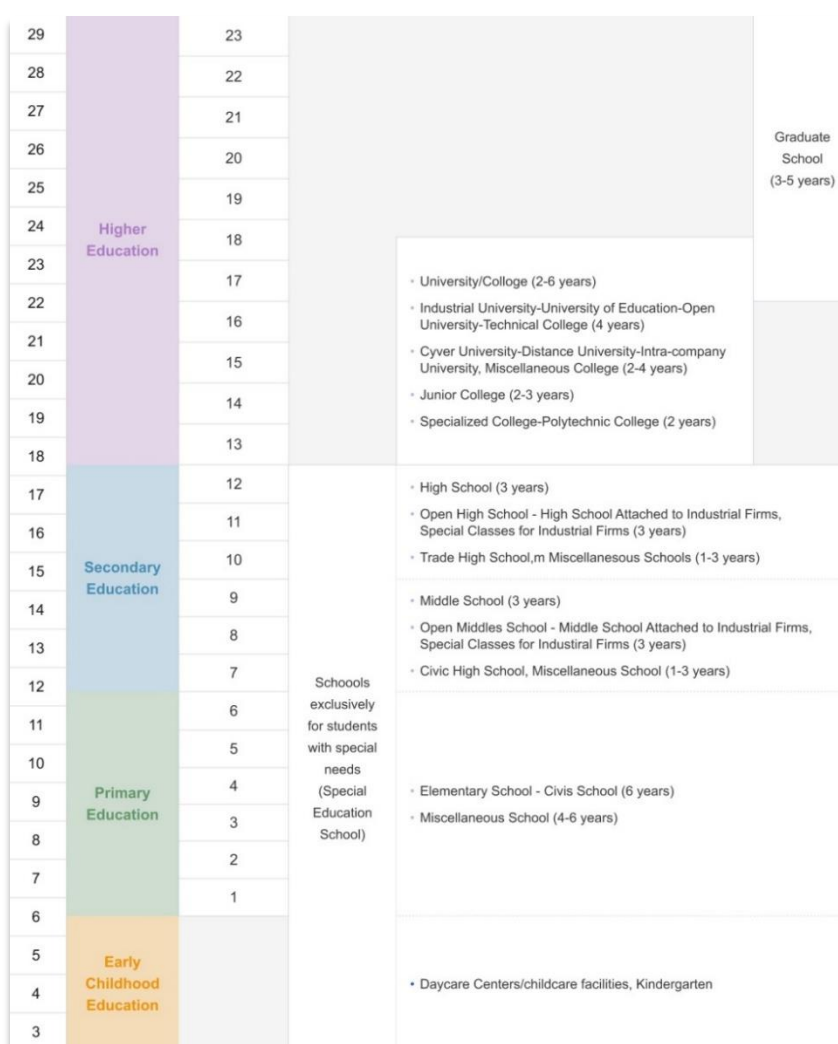 29
28
27
26
25
24
23
22
21
20
19
18
17
16
15
14
13
12
11
10
9
8
7
6
5
4
3
Higher
Education
Secondary
Education
Primary
Education
Early
Childhood
Education
23
22
21
20
19
18
17
16
15
14
13
12
11
10
9
8
7
6
5
4
3
2
1
Schoools
exclusively
for students
with special
needs
(Special
Education
School)
Graduate
School
(3-5 years)
• University/Colloge (2-6 years)
• Industrial University-University of Education-Open
University-Technical College (4 years)
• Cyver University-Distance University-Intra-company
University, Miscellaneous College (2-4 years)
• Junior College (2-3 years)
• Specialized College-Polytechnic College (2 years)
• High School (3 years)
• Open High School - High School Attached to Industrial Firms,
Special Classes for Industrial Firms (3 years)
• Trade High School,m Miscellanesous Schools (1-3 years)
• Middle School (3 years)
• Open Middles School - Middle School Attached to Industrial Firms,
Special Classes for Industiral Firms (3 years)
• Civic High School, Miscellaneous School (1-3 years)
• Elementary School - Civis School (6 years)
• Miscellaneous School (4-6 years)
• Daycare Centers/childcare facilities, Kindergarten